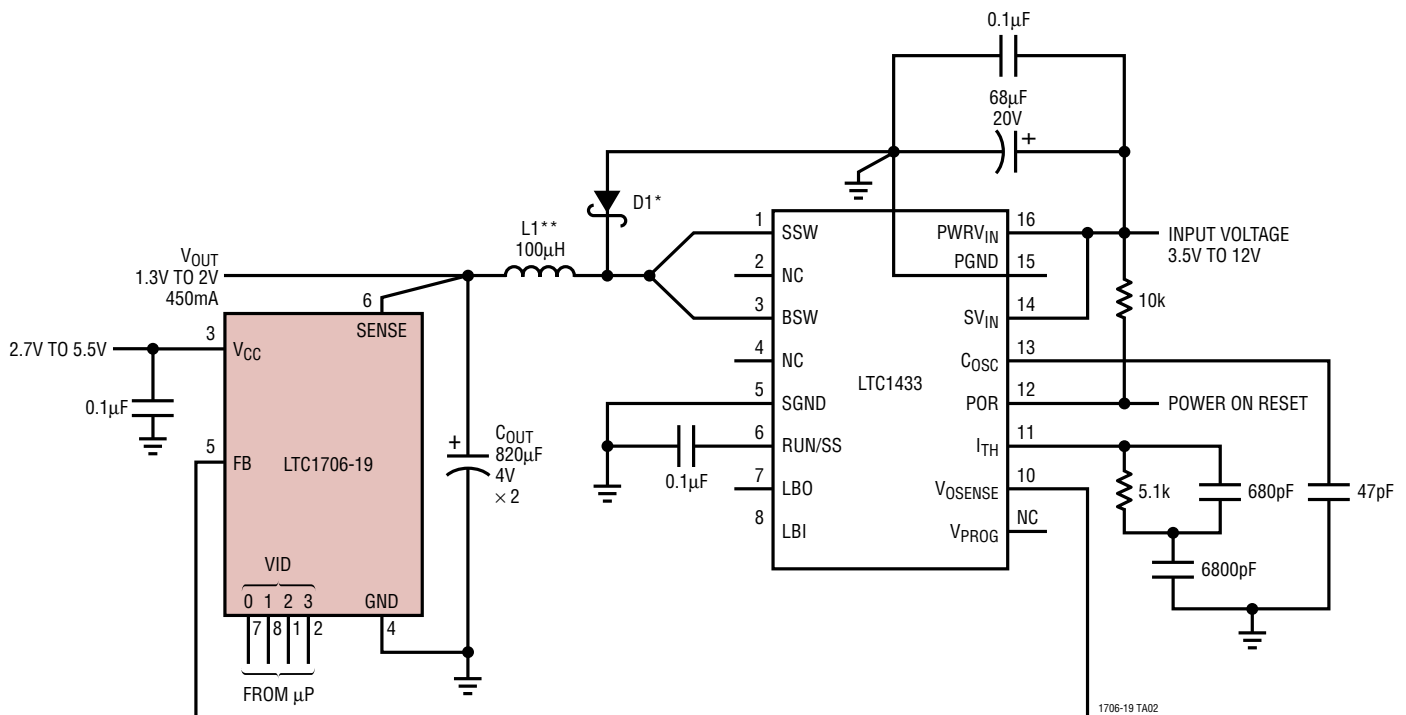 0.1µF
68µF
20V
+
D1*
L1**
100µH
VOUT
1.3V TO 2V
450mA
6
SENSE
3
VCC
2.7V TO 5.5V
0.1µF
5
FB
LTC1706-19
VID
0 1 2 3
GND
7 8 1 2
4
FROM µP
+
COUT
820µF
4V
× 2
1
SSW
2
NC
3
BSW
4
NC
5
SGND
6
RUN/SS
0.1µF
7
LBO
8
LBI
LTC1433
PWRVIN
16
PGND
15
SVIN
14
COSC
13
POR
12
ITH
11
VOSENSE
10
VPROG
NC
INPUT VOLTAGE
3.5V TO 12V
10k
POWER ON RESET
5.1k
680pF
47pF
6800pF
1706-19 TA02